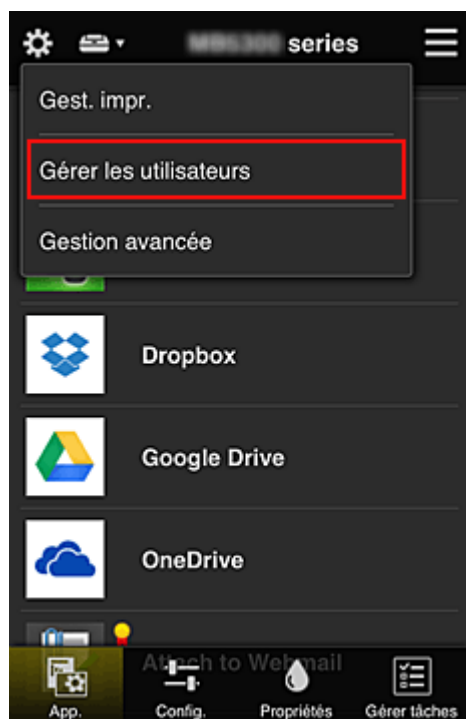 series
Gest. impr.
Gérer les utilisateurs
Gestion avancée
Dropbox
Google Drive
OneDrive
Attach to Webmail
App.
Config.
Propriétés
Gérer tâches